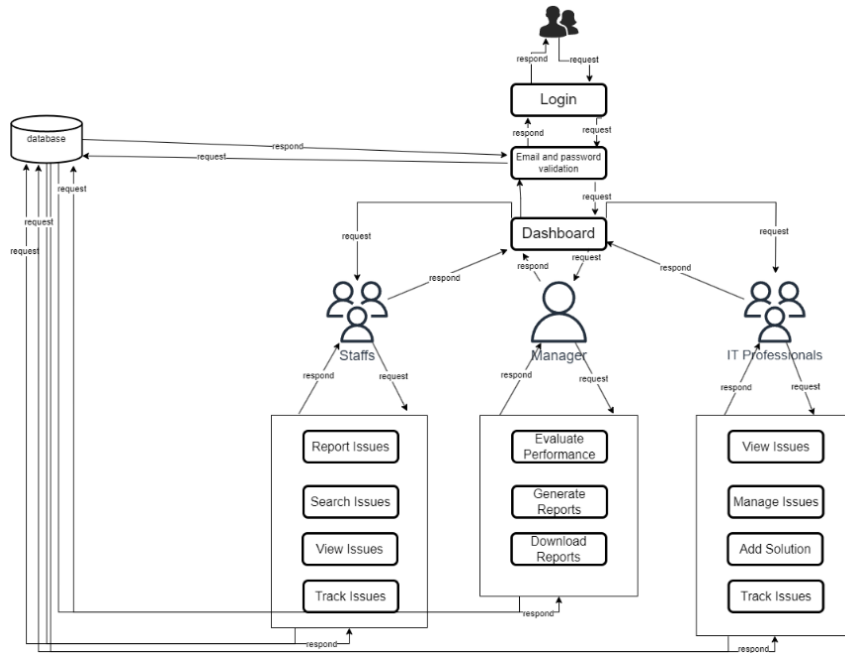 respond
request
Login
database
respond
request
respond
request
Email and password
validation
request
Dashboard
request
request
request
request
respond
respond
request
respond
request
Staffs
Manager
IT Professionals
respond
request
respond
request
respond
request
Report Issues
Evaluate
Performance
View Issues
Search Issues
Generate
Reports
Manage Issues
View Issues
Download
Reports
Add Solution
Track Issues
Track Issues
respond
respond
respond